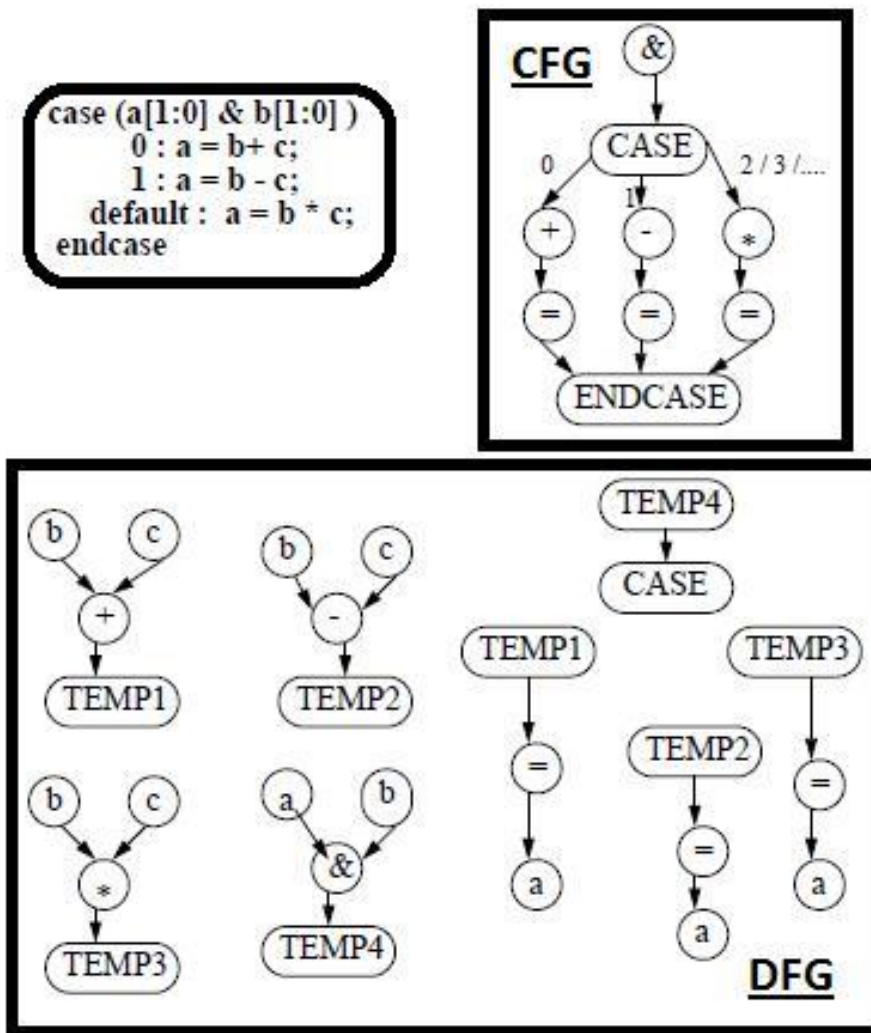 case (a[1:0] & b[1:0] )
0 : a = b+ c;
1 : a = b - c;
default : a = b * c;
endcase
CFG
&
CASE
0
1
2 / 3 /....
+
-
*
=
=
=
ENDCASE
b
c
+
TEMP1
b
c
-
TEMP2
b
c
*
TEMP3
a
b
&
TEMP4
TEMP4
CASE
TEMP1
=
a
TEMP2
=
a
TEMP3
=
a
DFG